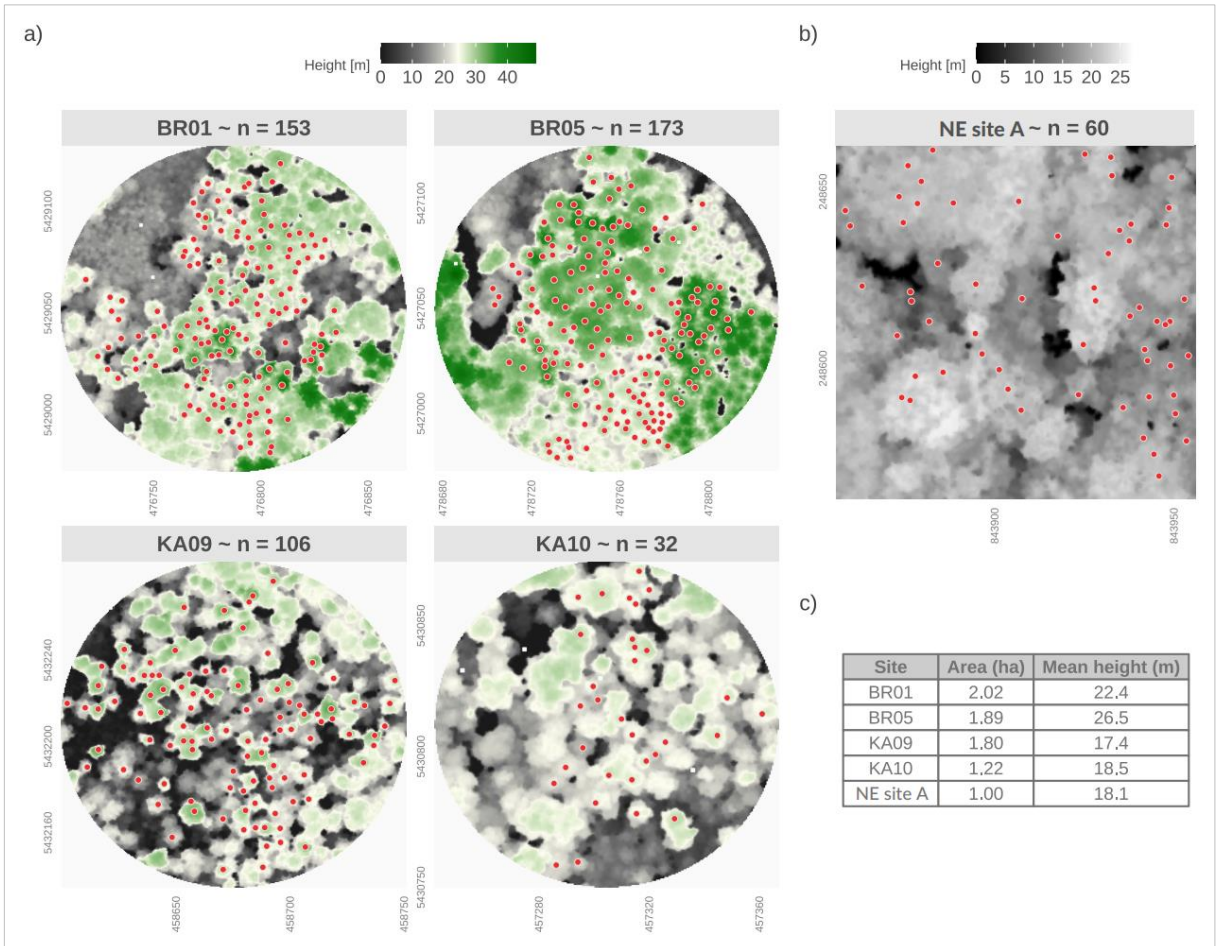 a)
Height [m]
0 10 20 30 40
BR01 ~ n = 153
5429100
5429050
5429000
476750
476800
476850
BR05 ~ n = 173
5427100
5427050
5427000
478680
478720
478760
478800
KA09 ~ n = 106
5432240
5432200
5432160
458650
458700
458750
KA10 ~ n = 32
5430850
5430800
5430750
457280
457320
457360
b)
Height [m]
0 5 10 15 20 25
NE site A ~ n = 60
248650
248600
843900
843950
c)
Site Area (ha) Mean height (m)
BR01 2.02 22.4
BR05 1.89 26.5
KA09 1.80 17.4
KA10 1.22 18.5
NE site A 1.00 18.1